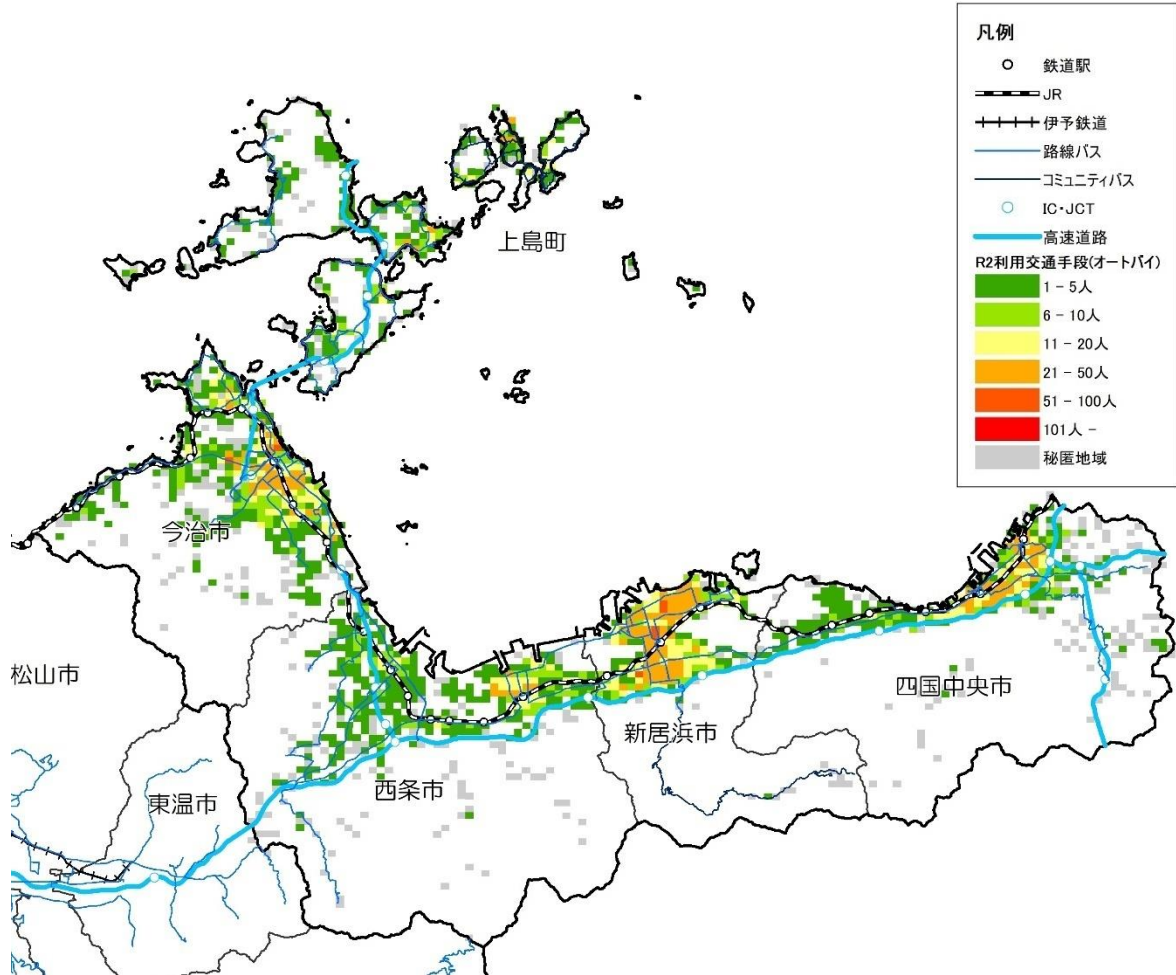 凡例
鉄道駅
JR
伊予鉄道
路線バス
コミュニティバス
IC・JCT
高速道路
R2利用交通手段(オートバイ)
1 - 5人
6 - 10人
11 - 20人
21 - 50人
51 - 100人
101人 -
秘匿地域
上島町
今治市
松山市
四国中央市
新居浜市
西条市
東温市